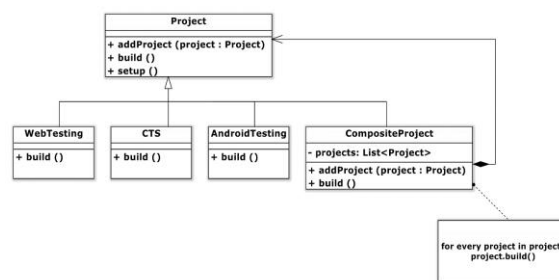 Project
+ addProject (project : Project)
+ build ()
+ setup ()
WebTesting
+ build ()
CTS
+ build ()
AndroidTesting
+ build ()
CompositeProject
- projects: List<Project>
+ addProject (project : Project)
+ build ()
for every project in project
project.build()